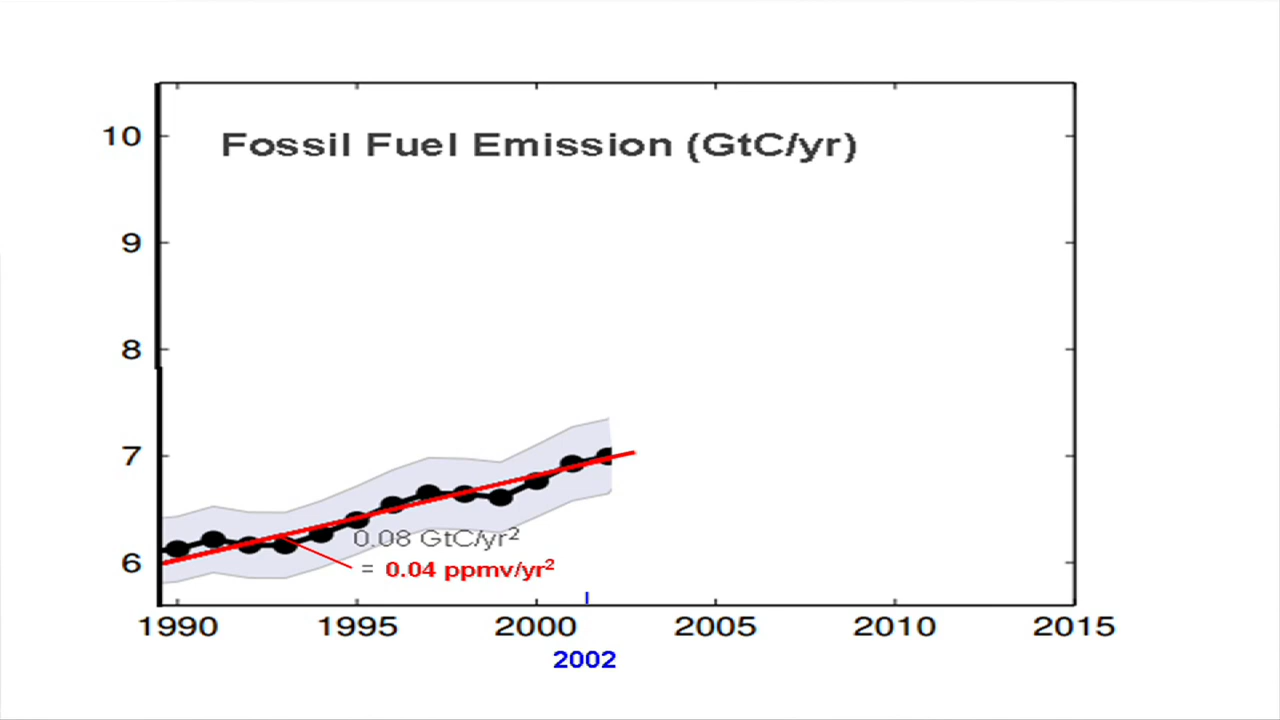 Fossil Fuel Emission (GtC/yr)
10
9
8
7
6
0.08 GtC/yr²
= 0.04 ppmv/yr²
1990 1995 2000 2005 2010 2015
2002